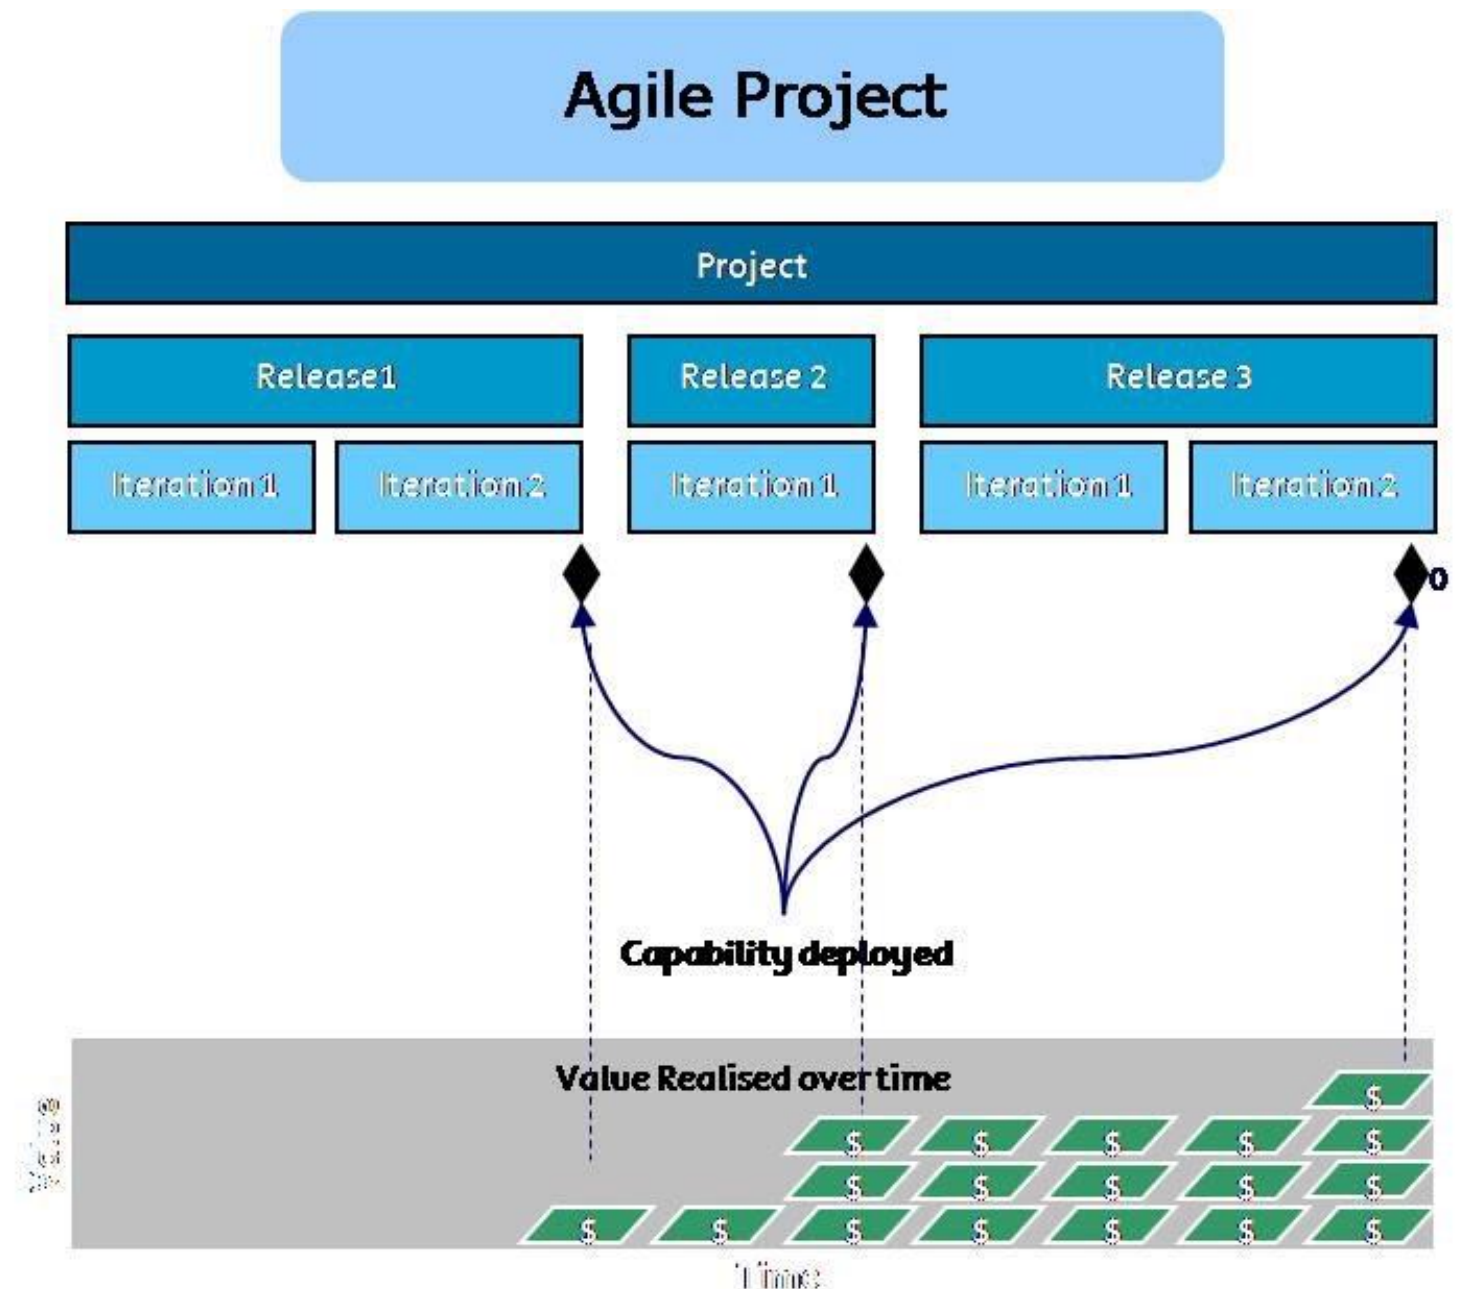 Agile Project
Project
Release1
Release 2
Release 3
Iteration 1
Iteration 2
Iteration 1
Iteration 1
Iteration 2
0
Capability deployed
Value Realised over time
$
$ $ $ $ $
$ $ $ $ $
$ $ $ $ $ $ $
Value
Time